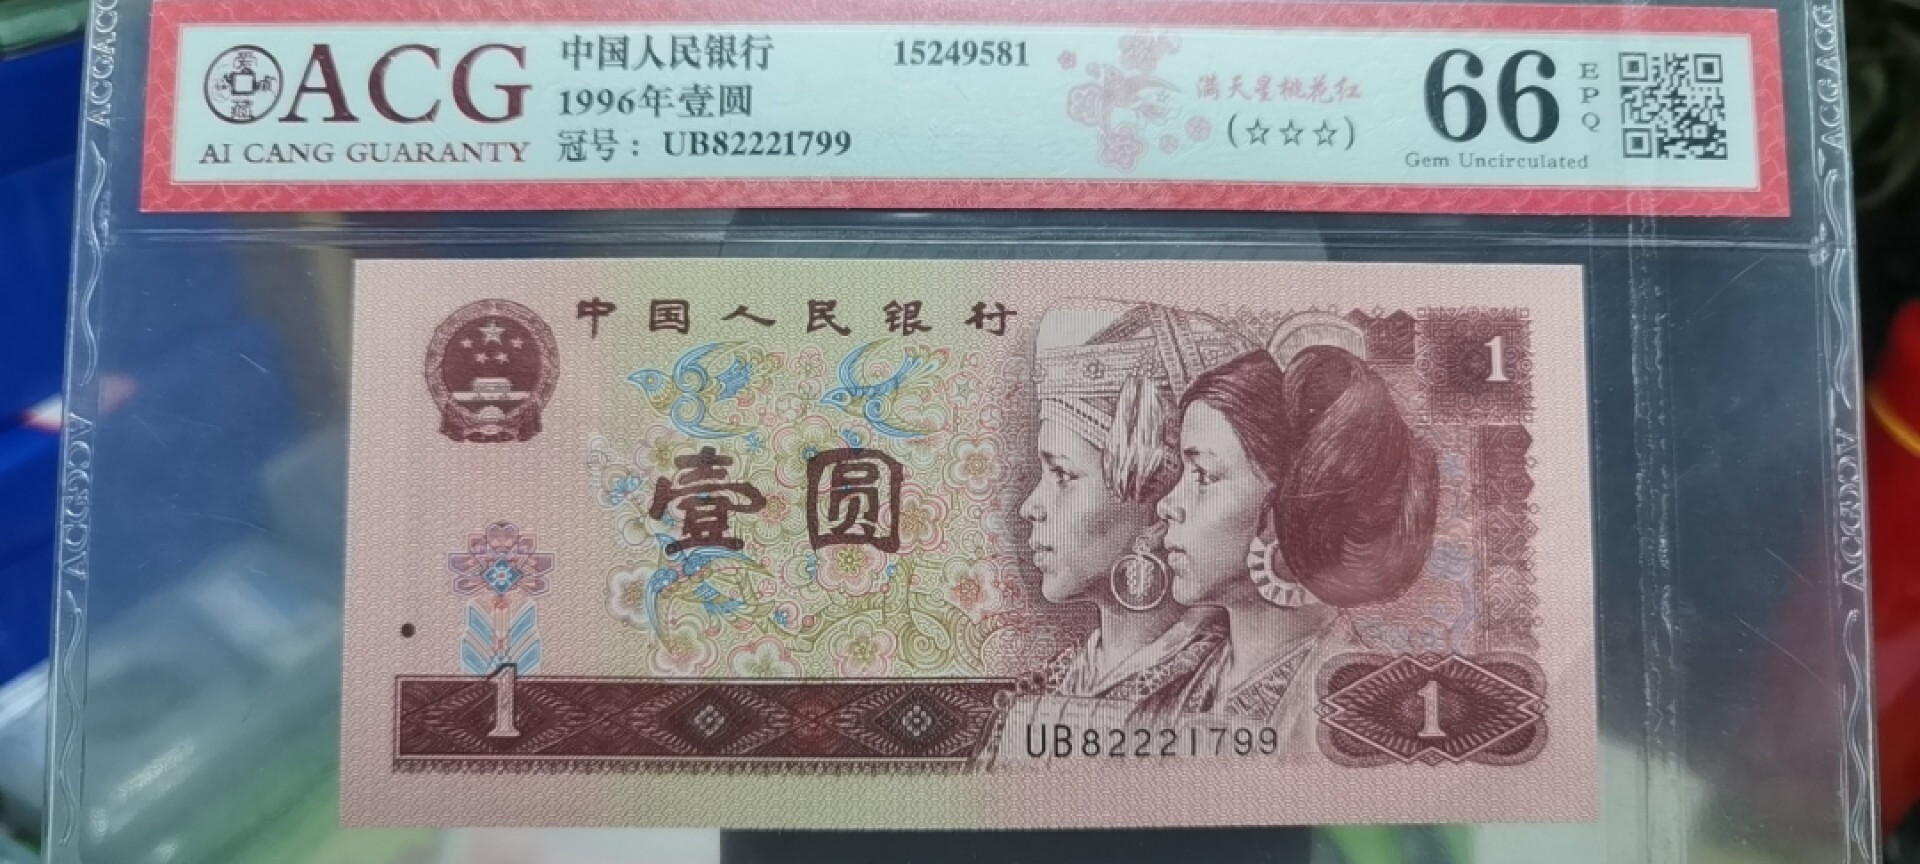 ACG
AI CANG GUARANTY
中国人民银行
1996年壹圆
冠号：UB82221799
15249581
满天星桃花红
(☆☆☆)
66
EPQ
Gem Uncirculated
中国人民银行
1
壹圆
1
UB82221799
1